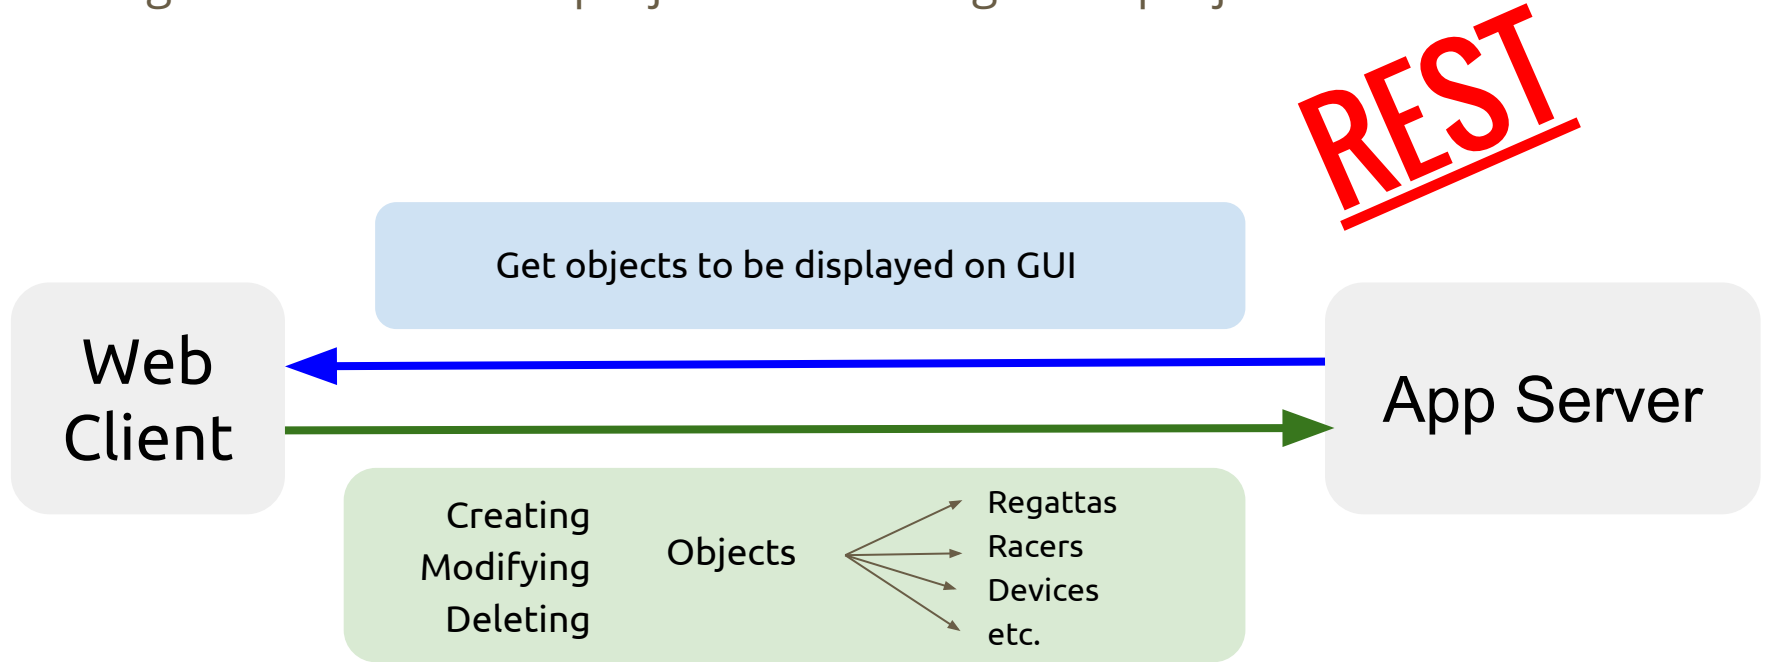 REST
Get objects to be displayed on GUI
Web
Client
App Server
Creating
Modifying
Deleting
Objects
Regattas
Racers
Devices
etc.